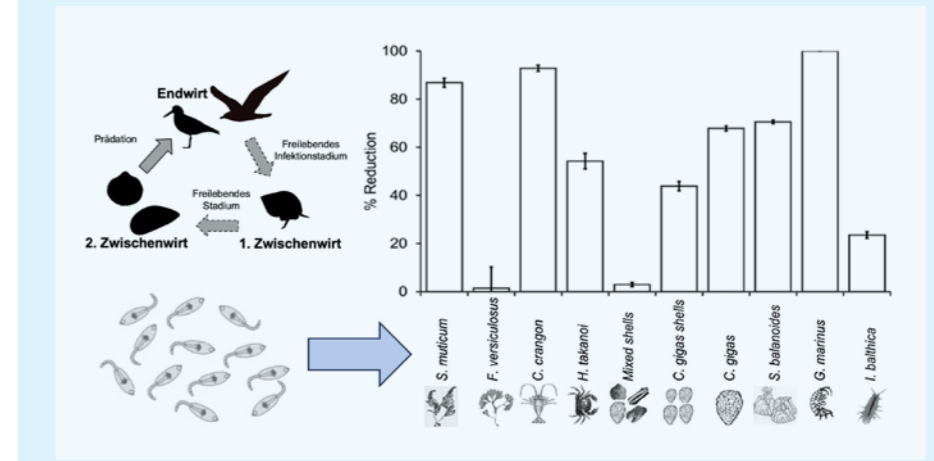 Endwirt
Prädation
Freilebendes
Infektionstadium
Freilebendes
Stadium
2. Zwischenwirt
1. Zwischenwirt
% Reduction
100
80
60
40
20
0
S. muticum
F. versiculosus
C. crangon
H. takanoi
Mixed shells
C. gigas shells
C. gigas
S. balanoides
G. marinus
I. balthica